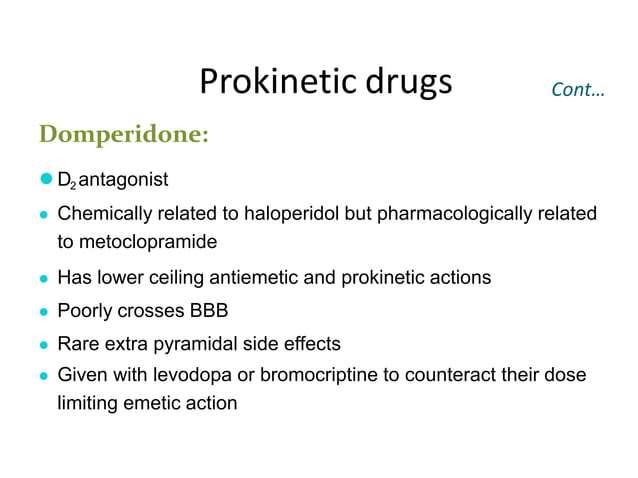 Prokinetic drugs
Cont…
Domperidone:
D2 antagonist
Chemically related to haloperidol but pharmacologically related
to metoclopramide
Has lower ceiling antiemetic and prokinetic actions
Poorly crosses BBB
Rare extra pyramidal side effects
Given with levodopa or bromocriptine to counteract their dose
limiting emetic action